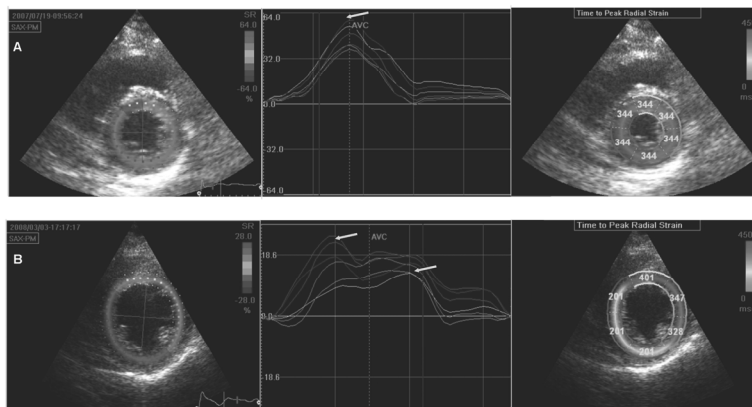 2007/07/19-09:56:24
SAX-PM
A
SR
64.0
-64.0
%
64.0
AVC
32.0
0.0
-32.0
-64.0
Time to Peak Radial Strain
344
344
344
344
344
344
0
ms
2008/03/03-17:17:17
SAX-PM
B
SR
28.0
-28.0
%
AVC
18.6
0.0
-18.6
Time to Peak Radial Strain
450
401
201
347
201
328
201
0
ms